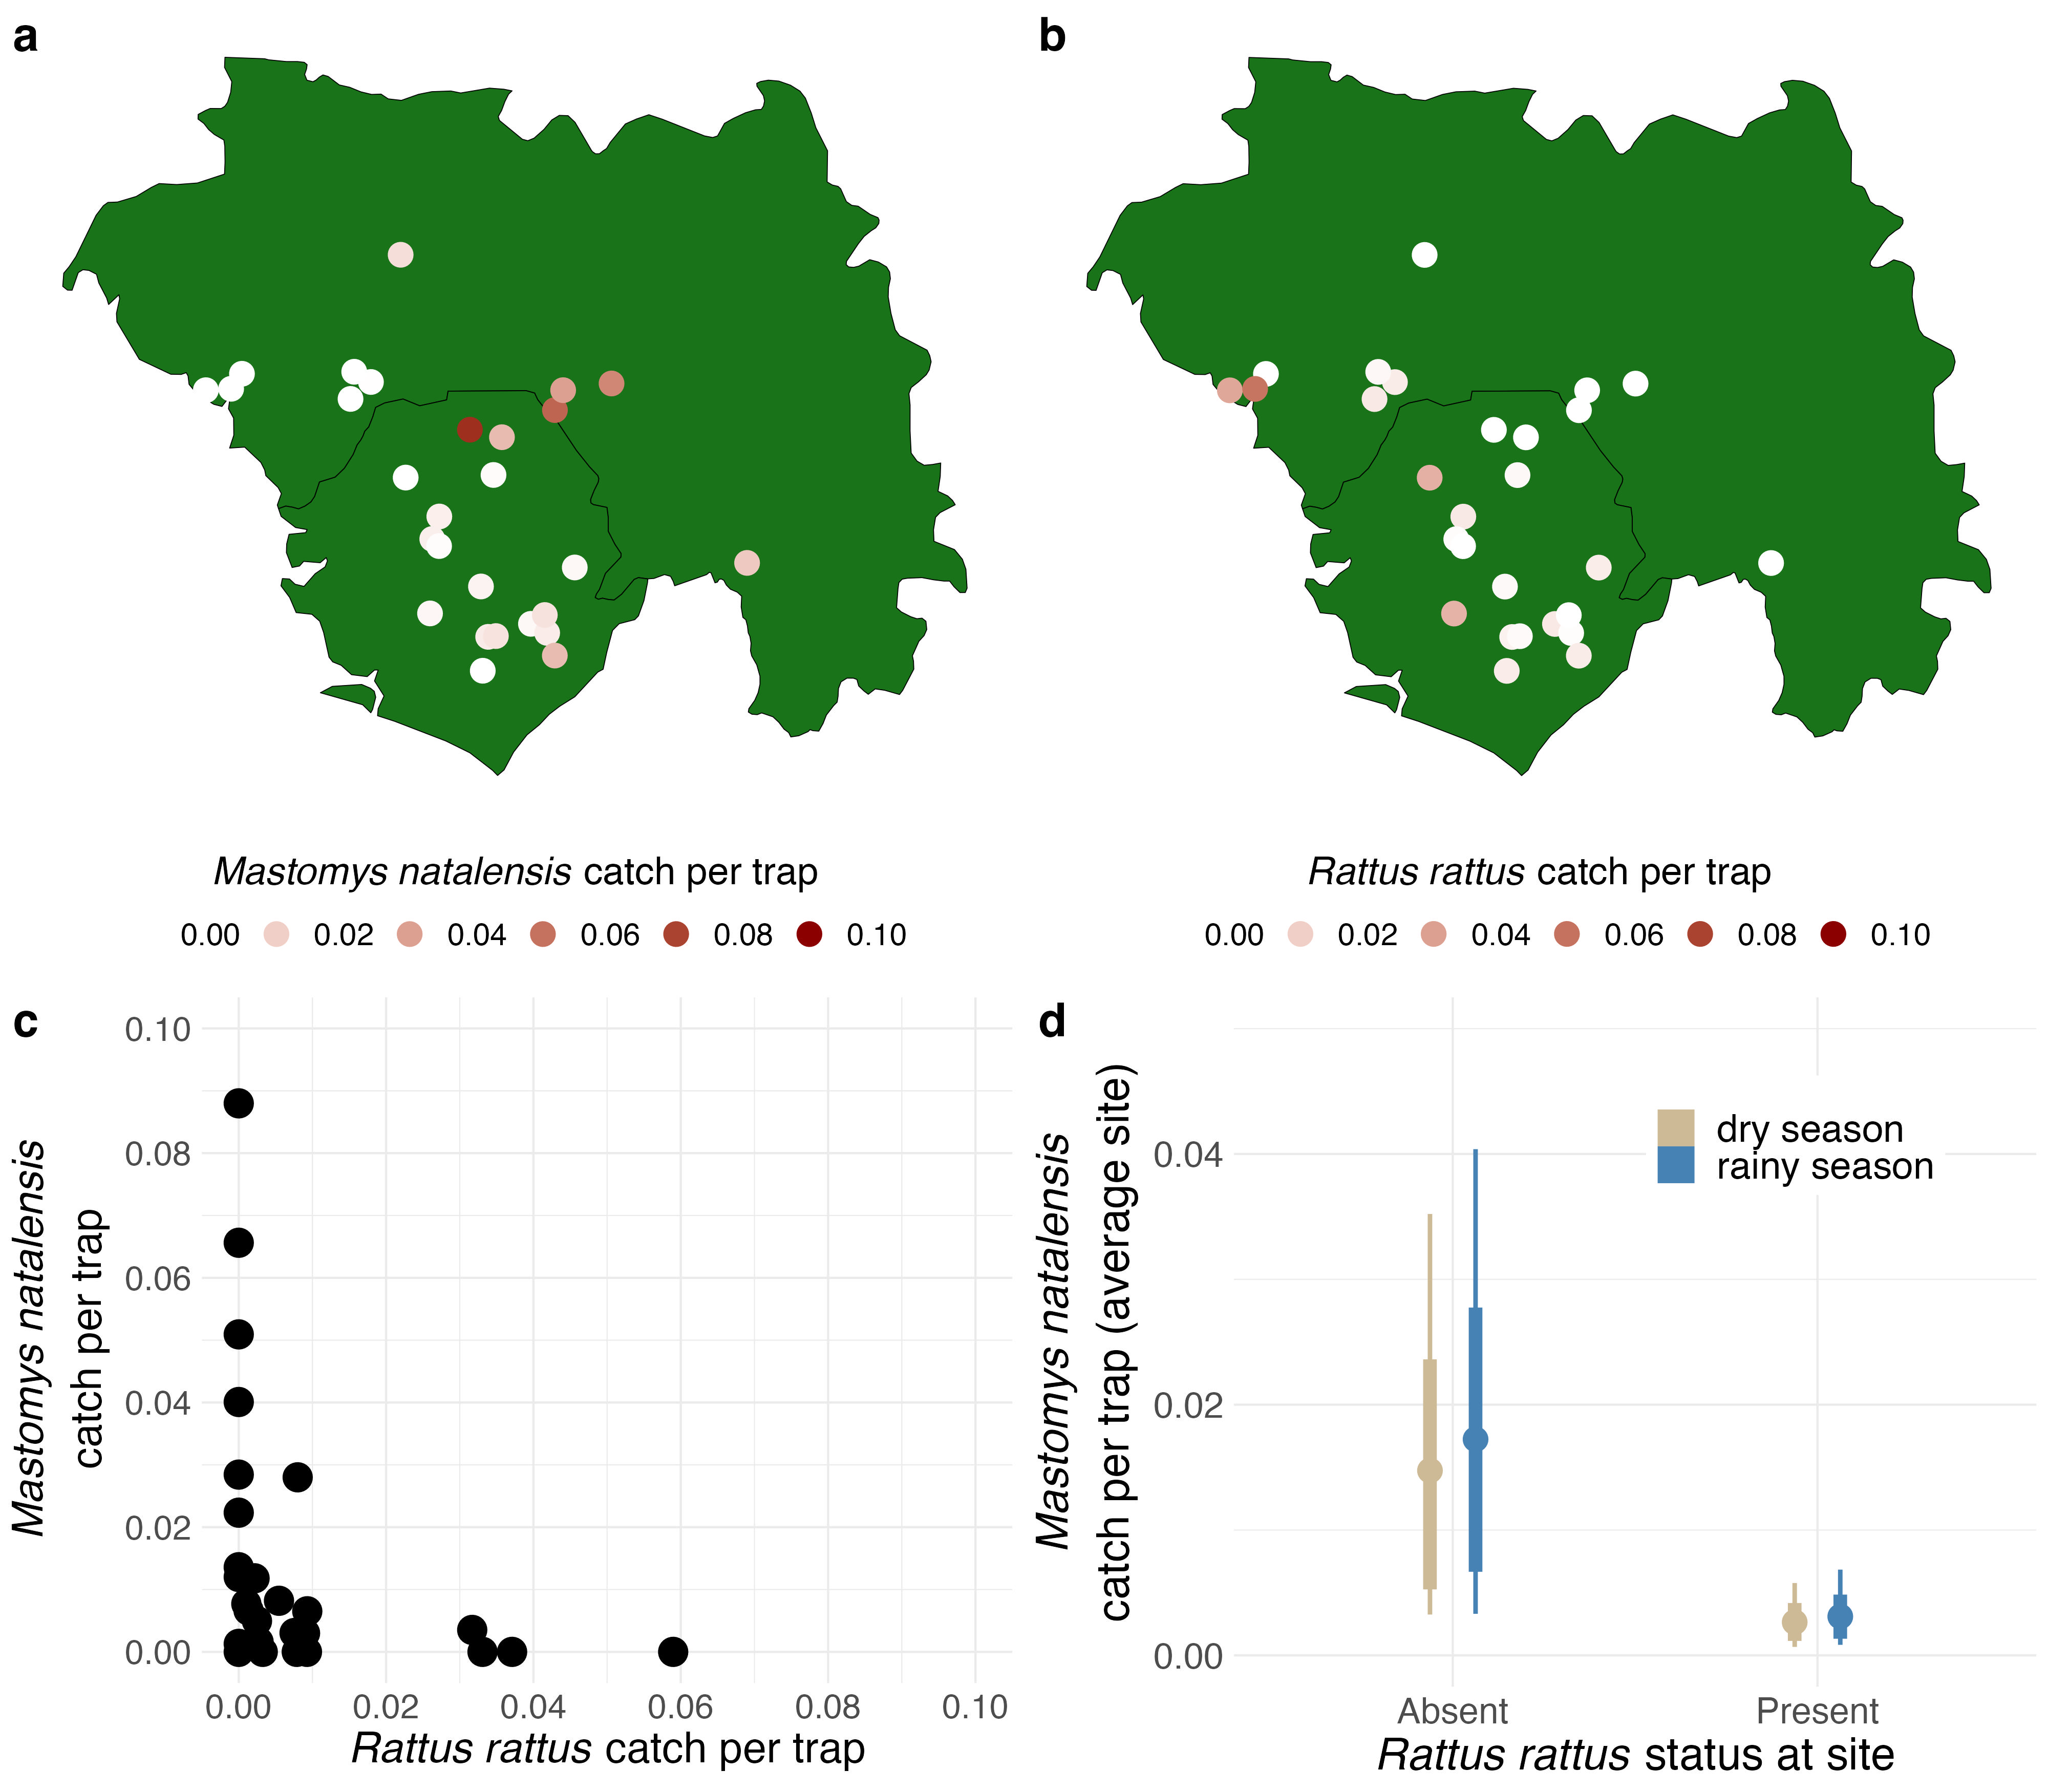 a
b
Mastomys natalensis catch per trap
0.00 0.02 0.04 0.06 0.08 0.10
Rattus rattus catch per trap
0.00 0.02 0.04 0.06 0.08 0.10
c
Mastomys natalensis
catch per trap
0.10
0.08
0.06
0.04
0.02
0.00
0.00 0.02 0.04 0.06 0.08 0.10
Rattus rattus catch per trap
d
Mastomys natalensis
catch per trap (average site)
0.04
0.02
0.00
dry season
rainy season
Absent Present
Rattus rattus status at site